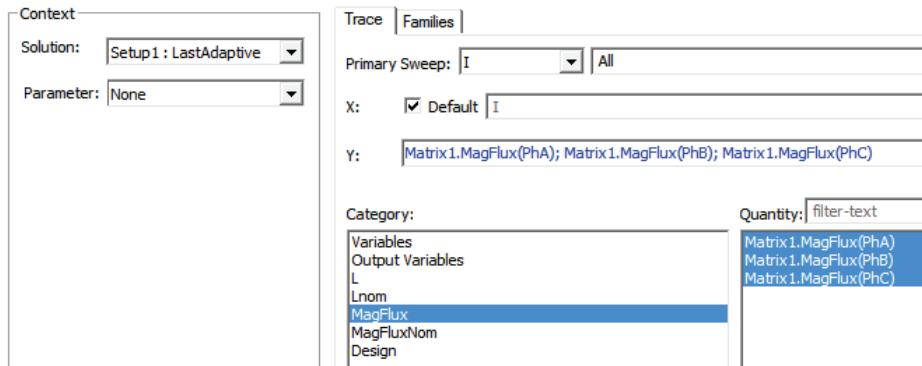 Context
Solution: Setup1 : LastAdaptive
Parameter: None
Trace Families
Primary Sweep: I All
X: Default I
Y: Matrix1.MagFlux(PhA); Matrix1.MagFlux(PhB); Matrix1.MagFlux(PhC)
Category:
Variables
Output Variables
L
Lnom
MagFlux
MagFluxNom
Design
Quantity: filter-text
Matrix1.MagFlux(PhA)
Matrix1.MagFlux(PhB)
Matrix1.MagFlux(PhC)